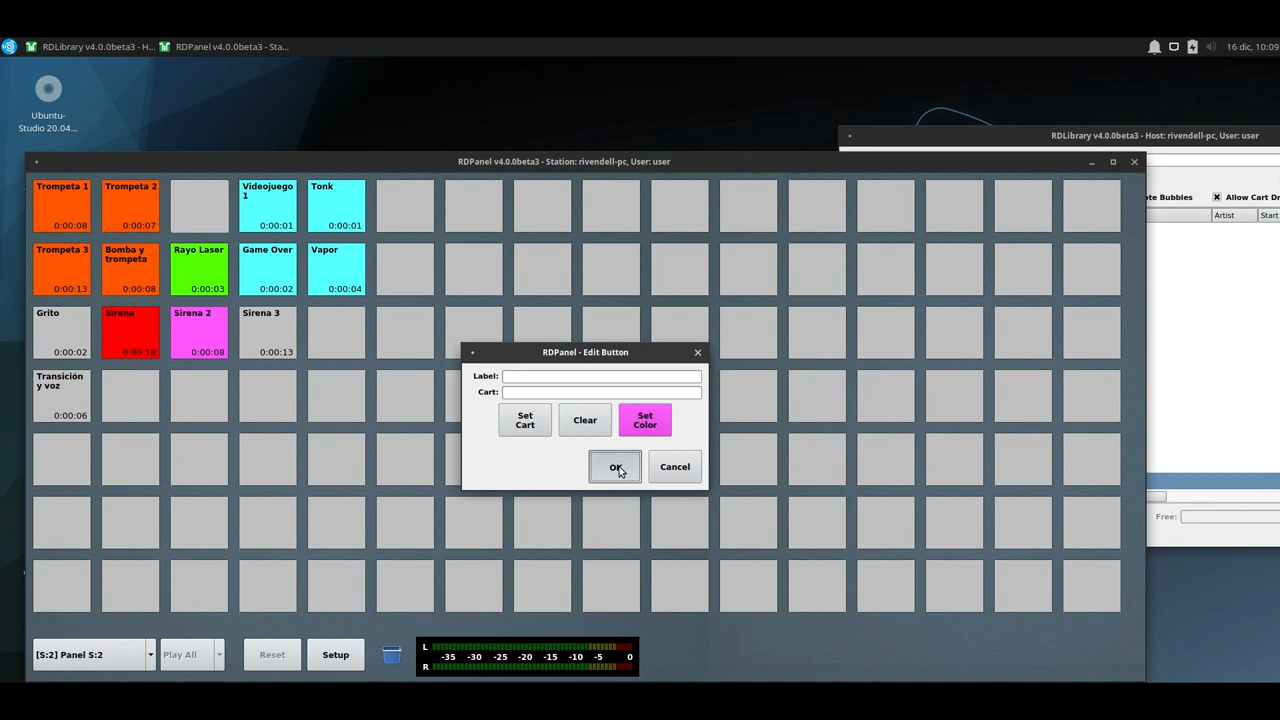 RDLibrary v4.0.0beta3 - H...
RDPanel v4.0.0beta3 - Sta...
16 dic, 10:09
Ubuntu-
Studio 20.04...
RDLibrary v4.0.0beta3 - Host: rivendell-pc, User: user
RDPanel v4.0.0beta3 - Station: rivendell-pc, User: user
te Bubbles
Allow Cart Dr
Artist
Start
Trompeta 1
0:00:08
Trompeta 2
0:00:07
Videojuego
1
0:00:01
Tonk
0:00:01
Trompeta 3
0:00:13
Bomba y
trompeta
0:00:08
Rayo Laser
0:00:03
Game Over
0:00:02
Vapor
0:00:04
Grito
0:00:02
Sirena
0:00:18
Sirena 2
0:00:08
Sirena 3
0:00:13
Transición
y voz
0:00:06
RDPanel - Edit Button
Label:
Cart:
Set
Cart
Clear
Set
Color
OK
Cancel
Free:
[S:2] Panel S:2
Play All
Reset
Setup
L
-35 -30 -25 -20 -15 -10 -5 0
R